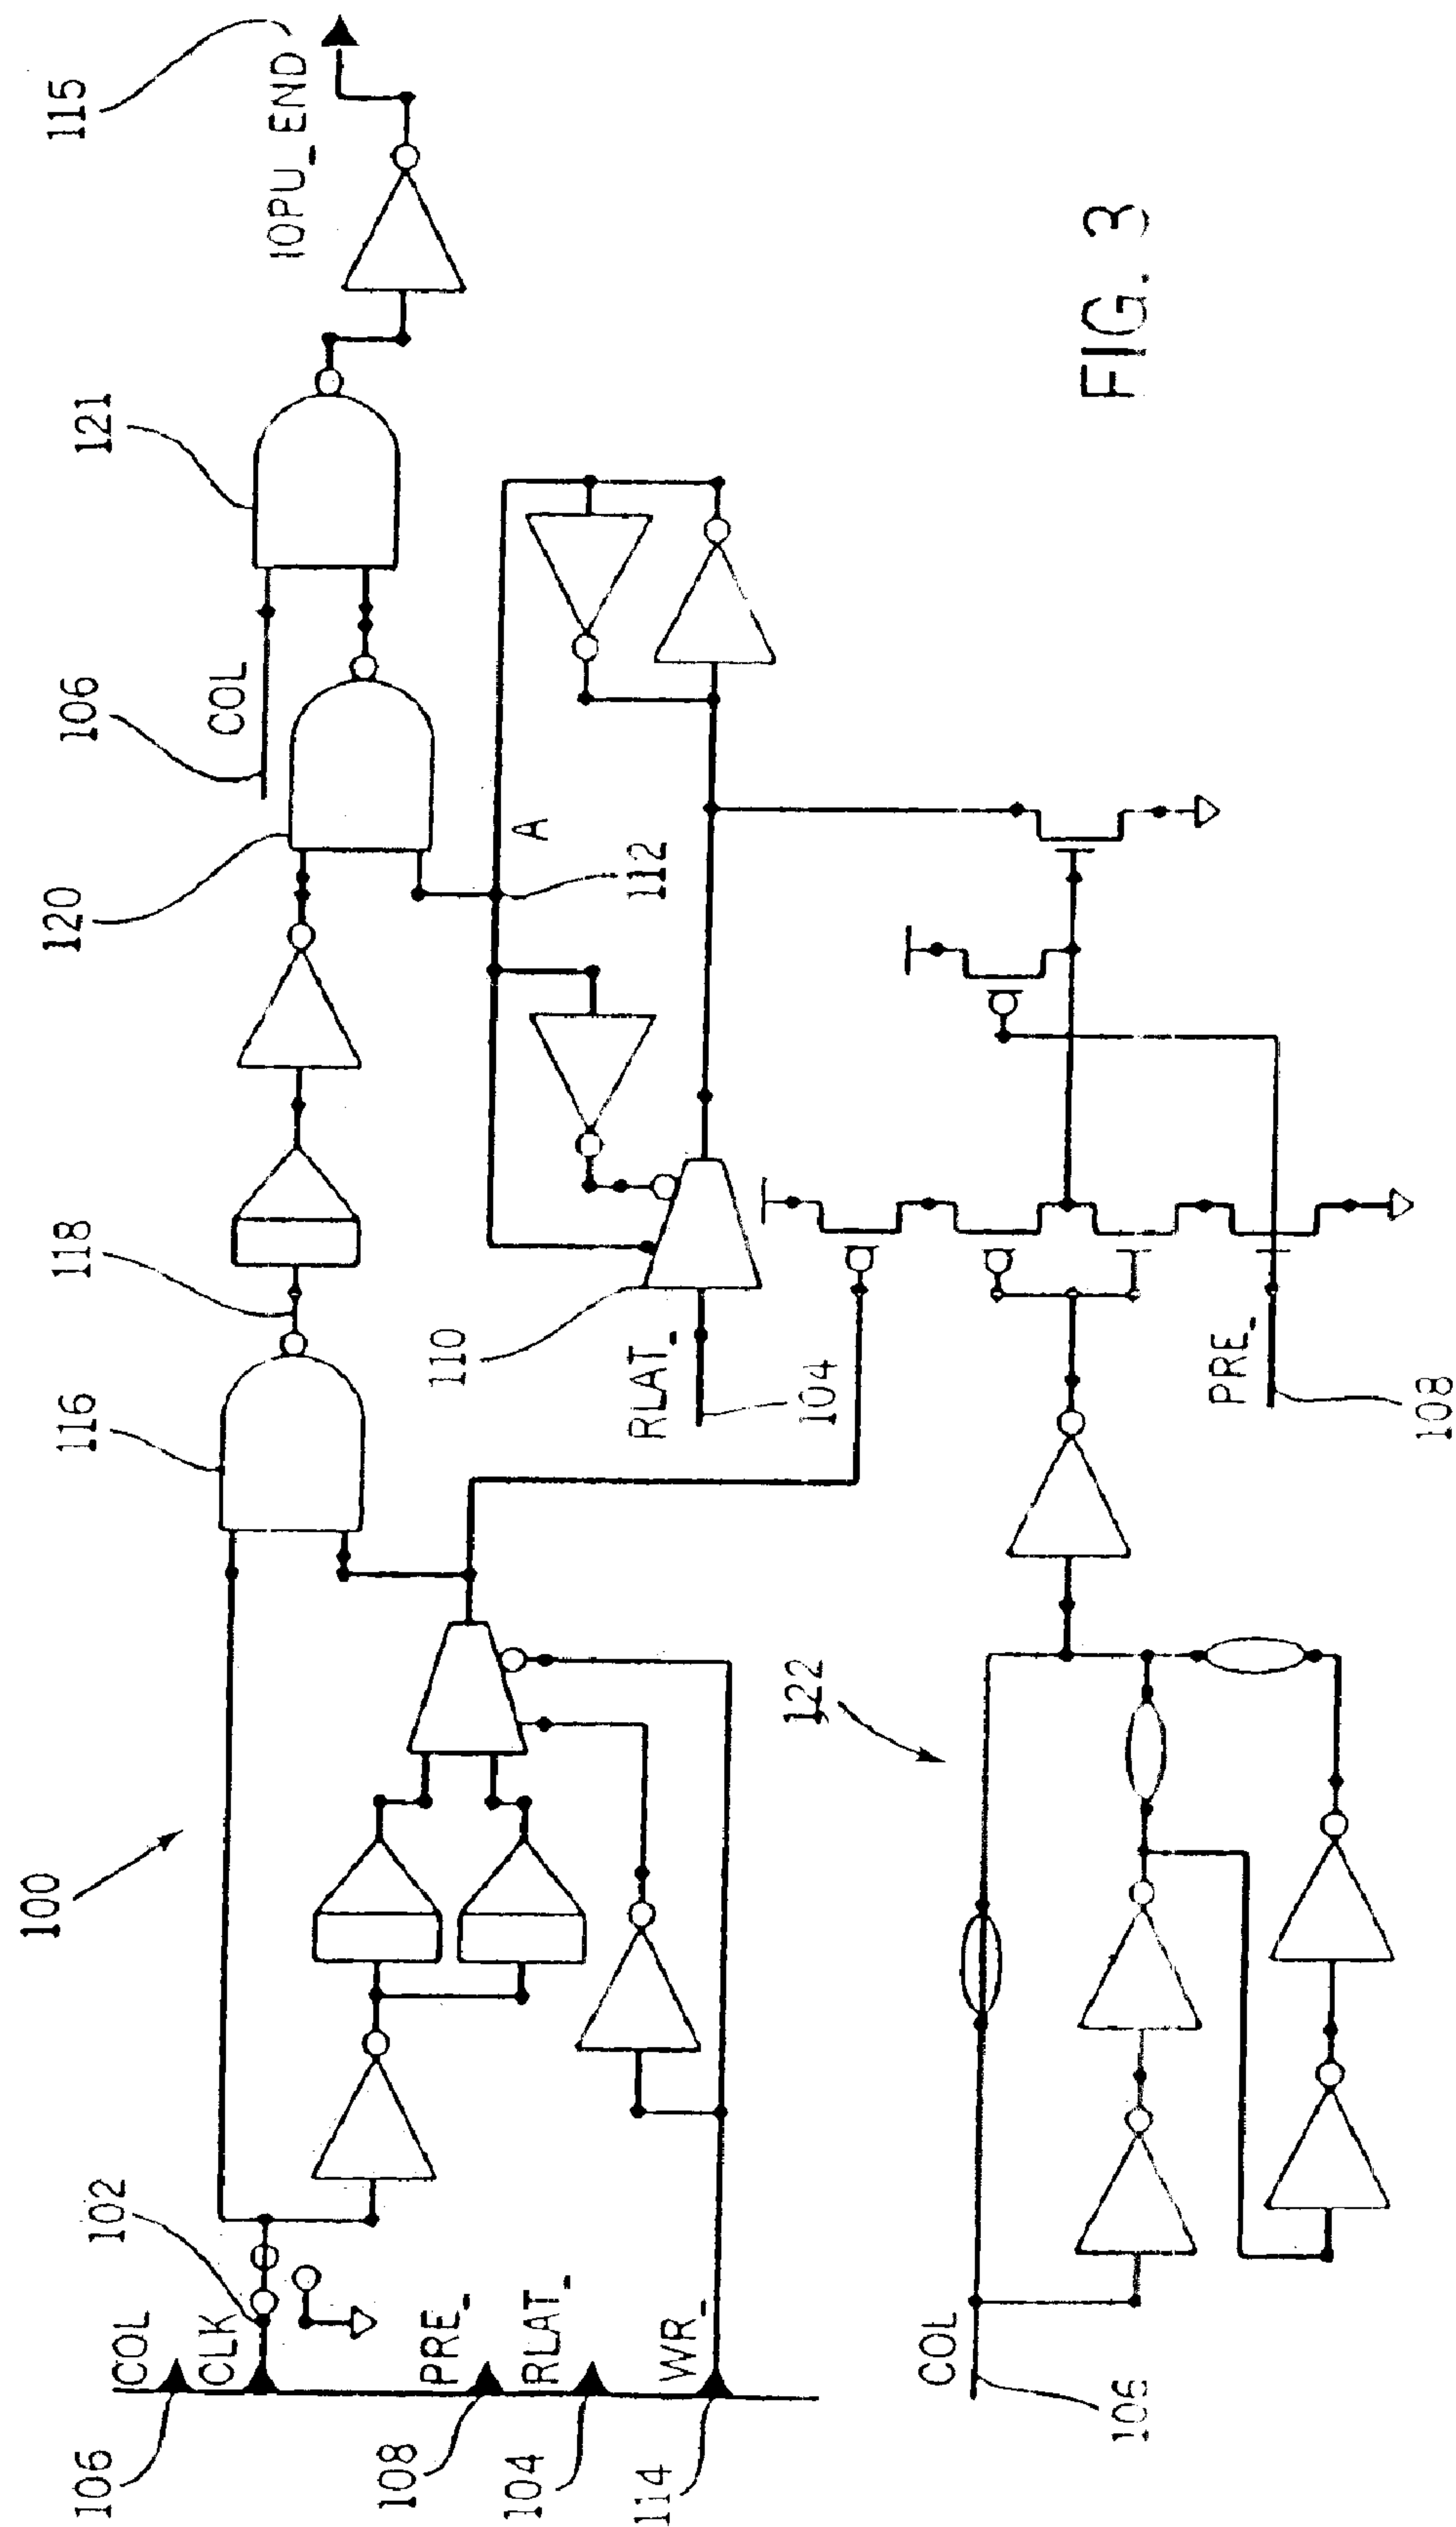 100
106
COL
102
CLK
108
PRE_
104
RLAT_
114
WR_
116
118
120
106
COL
121
115
IOPU_END
110
RLAT_
104
A
112
122
COL
106
PRE_
108
FIG. 3